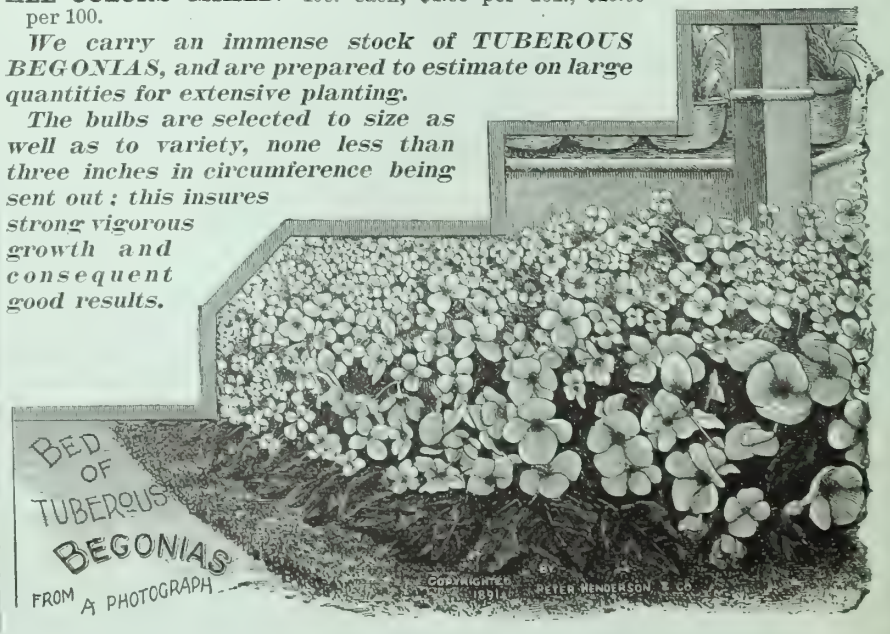 per 100.
We carry an immense stock of TUBEROUS
BEGONIAS, and are prepared to estimate on large
quantities for extensive planting.
The bulbs are selected to size as
well as to variety, none less than
three inches in circumference being
sent out; this insures
strong vigorous
growth and
consequent
good results.
BED
OF
TUBEROUS
BEGONIAS
FROM A PHOTOGRAPH
COPYRIGHTED BY
1891 PETER HENDERSON & CO